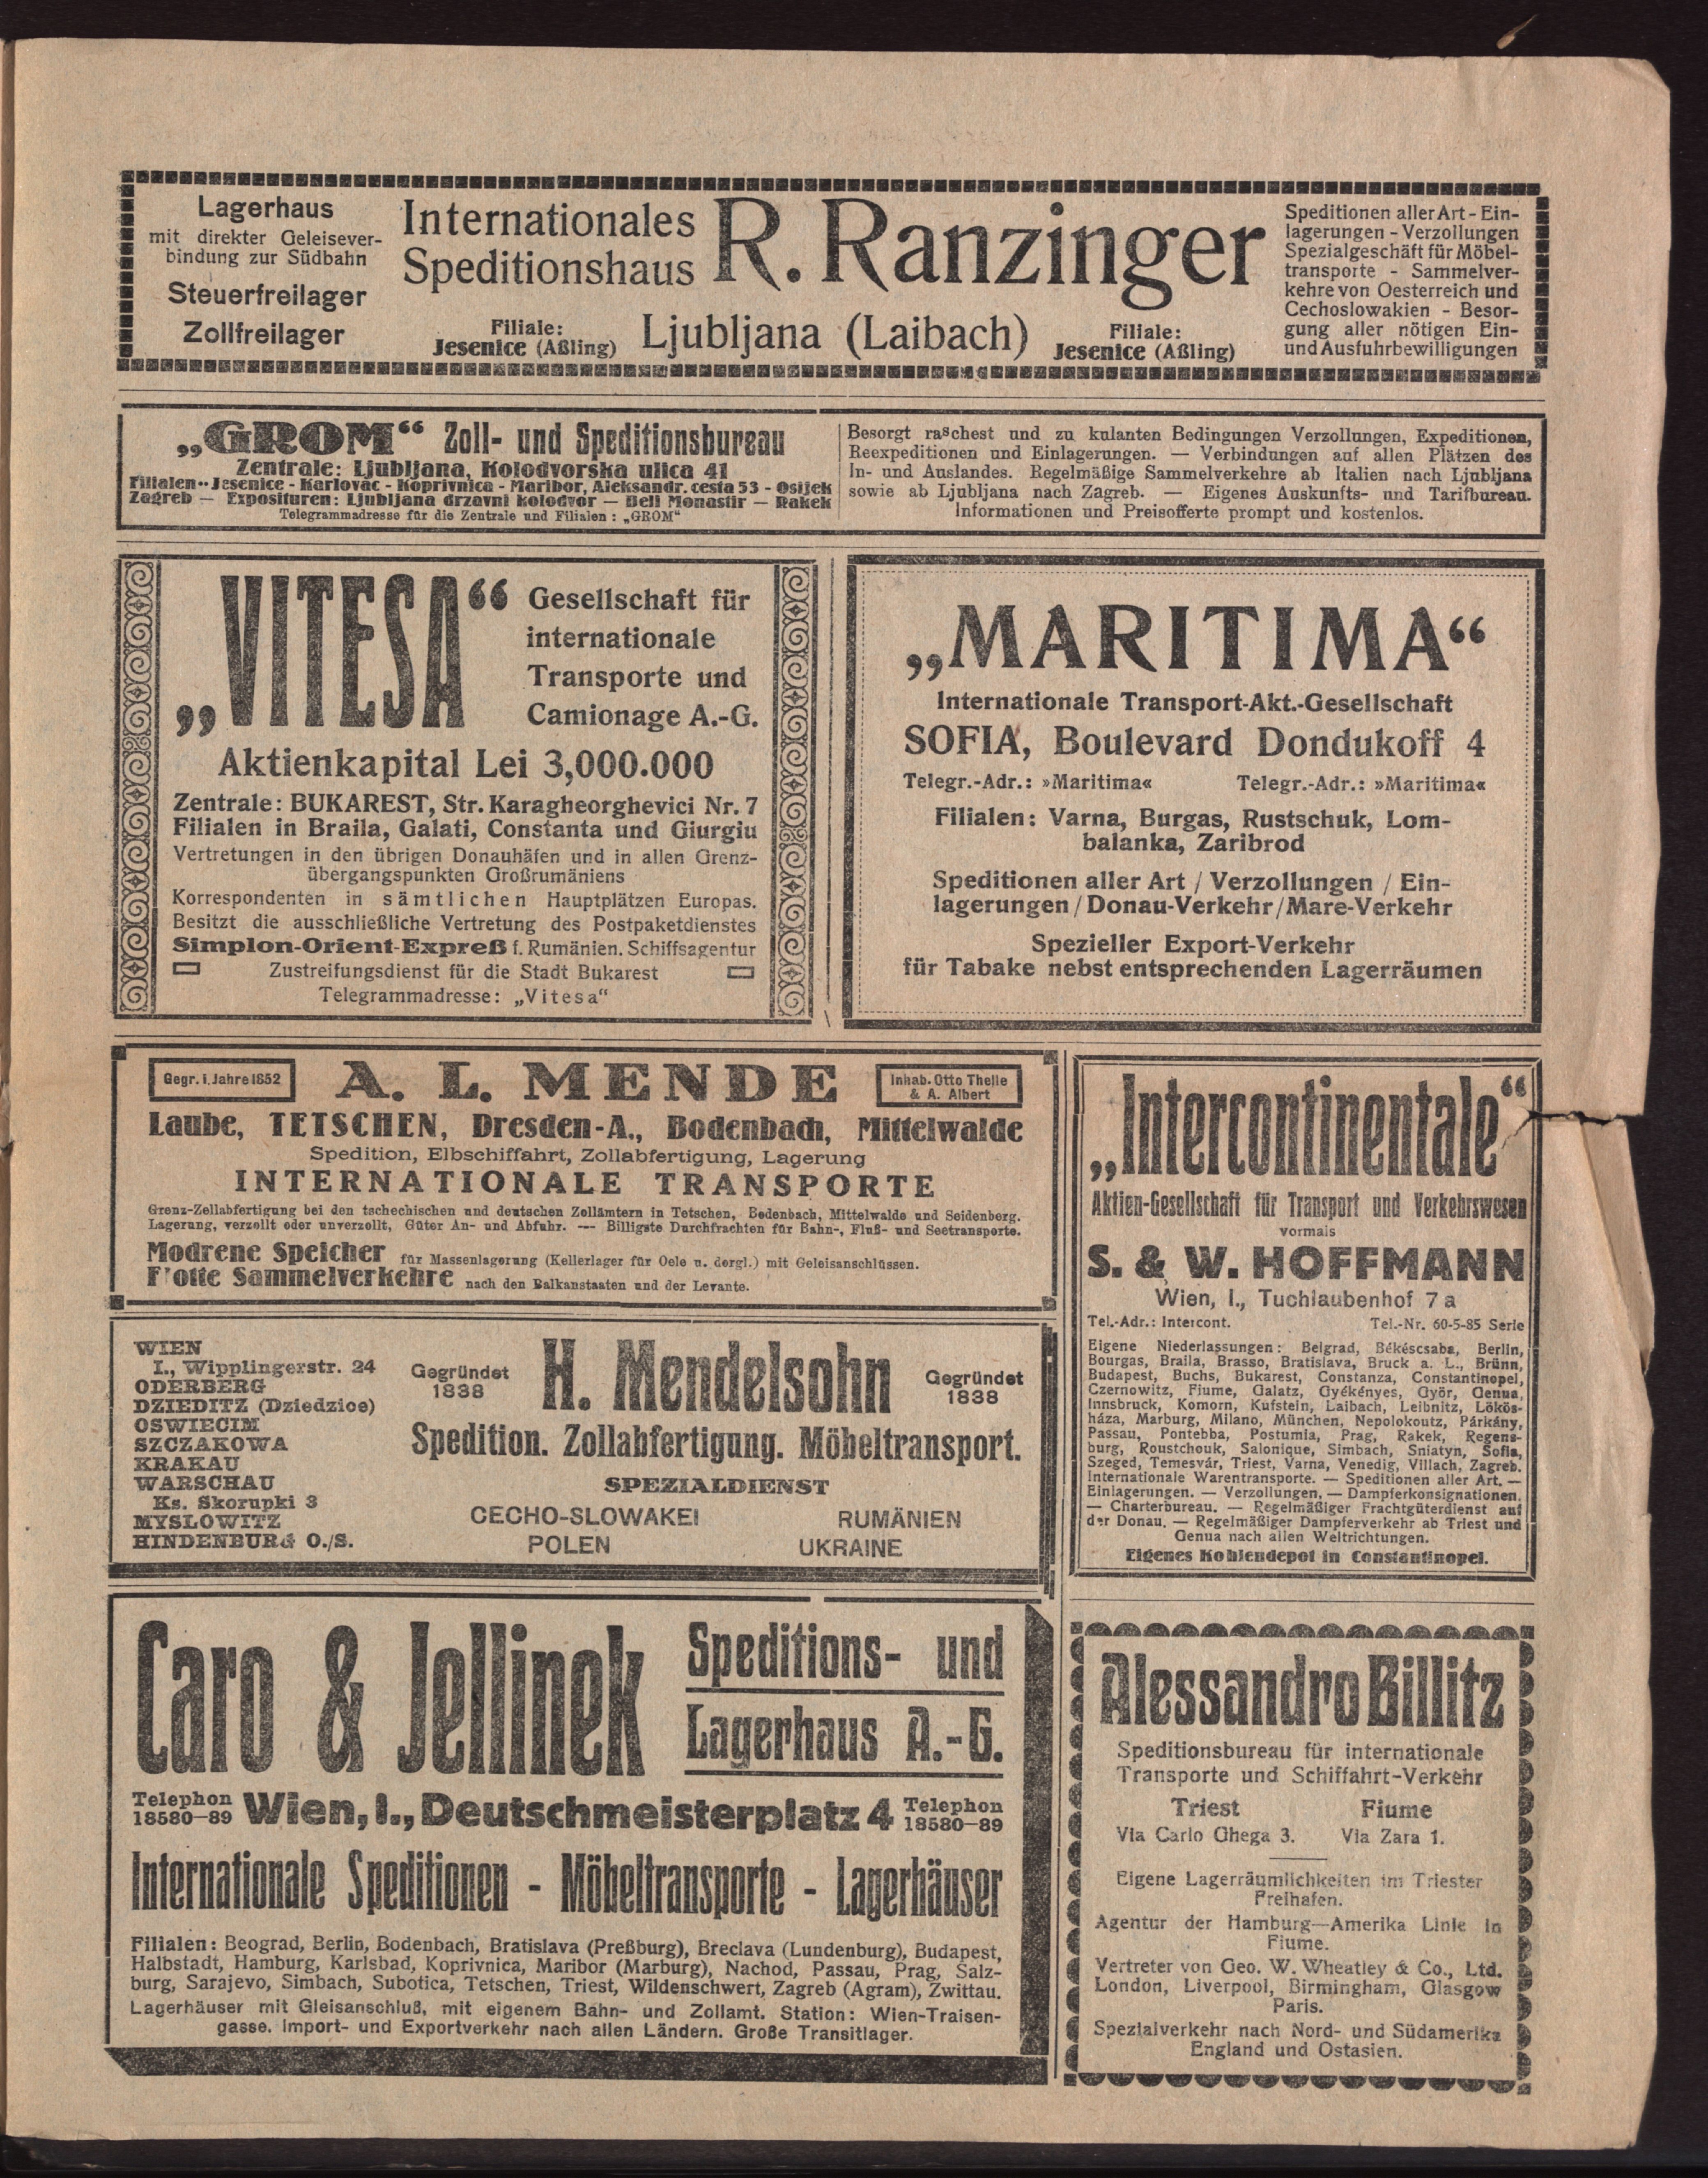 Lagerhaus
mit direkter Geleisever-
bindung zur Südbahn
Steuerfreilager
Zollfreilager
Internationales
Speditionshaus
R. Ranzinger
Filiale:
Jesenice (Aßling)
Ljubljana (Laibach)
Filiale:
Jesenice (Aßling)
Speditionen aller Art - Ein-
lagerungen - Verzollungen
Spezialgeschäft für Möbel-
transporte - Sammelver-
kehre von Oesterreich und
Cechoslowakien - Besor-
gung aller nötigen Ein-
und Ausfuhrbewilligungen
„GROM“ Zoll- und Speditionsbureau
Zentrale: Ljubljana, Kolodvorska ulica 41
Filialen: Jesenice - Karlovac - Koprivnica - Maribor, Aleksandr. cesta 53 - Osijek
Zagreb — Exposituren: Ljubljana drzavni kolodvor — Beli Monastir — Rakek
Telegrammadresse für die Zentrale und Filialen: „GROM“
Besorgt raschest und zu kulanten Bedingungen Verzollungen, Expeditionen,
Reexpeditionen und Einlagerungen. — Verbindungen auf allen Plätzen des
In- und Auslandes. Regelmäßige Sammelverkehre ab Italien nach Ljubljana
sowie ab Ljubljana nach Zagreb. — Eigenes Auskunfts- und Tarifbureau.
Informationen und Preisofferte prompt und kostenlos.
„VITESA“
Gesellschaft für
internationale
Transporte und
Camionage A.-G.
Aktienkapital Lei 3,000.000
Zentrale: BUKAREST, Str. Karagheorghevici Nr. 7
Filialen in Braila, Galati, Constanta und Giurgiu
Vertretungen in den übrigen Donauhäfen und in allen Grenz-
übergangspunkten Großrumäniens
Korrespondenten in sämtlichen Hauptplätzen Europas.
Besitzt die ausschließliche Vertretung des Postpaketdienstes
Simplon-Orient-Expreß f. Rumänien. Schiffsagentur
Zustreifungsdienst für die Stadt Bukarest
Telegrammadresse: „Vitesa“
„MARITIMA“
Internationale Transport-Akt.-Gesellschaft
SOFIA, Boulevard Dondukoff 4
Telegr.-Adr.: »Maritima« Telegr.-Adr.: »Maritima«
Filialen: Varna, Burgas, Rustschuk, Lom-
balanka, Zaribrod
Speditionen aller Art / Verzollungen / Ein-
lagerungen / Donau-Verkehr / Mare-Verkehr
Spezieller Export-Verkehr
für Tabake nebst entsprechenden Lagerräumen
Gegr. i. Jahre 1852
A. L. MENDE
Inhab. Otto Thelle
& A. Albert
Laube, TETSCHEN, Dresden-A., Bodenbach, Mittelwalde
Spedition, Elbschiffahrt, Zollabfertigung, Lagerung
INTERNATIONALE TRANSPORTE
Grenz-Zollabfertigung bei den tschechischen und deutschen Zollämtern in Tetschen, Bodenbach, Mittelwalde und Seidenberg.
Lagerung, verzollt oder unverzollt, Güter An- und Abfuhr. — Billigste Durchfrachten für Bahn-, Fluß- und Seetransporte.
Modrene Speicher für Massenlagerung (Kellerlager für Oele u. dergl.) mit Geleisanschlüssen.
Flotte Sammelverkehre nach den Balkanstaaten und der Levante.
„Intercontinentale“
Aktien-Gesellschaft für Transport und Verkehrswesen
vormals
S. & W. HOFFMANN
Wien, I., Tuchlaubenhof 7a
Tel.-Adr.: Intercont. Tel.-Nr. 60-5-85 Serie
Eigene Niederlassungen: Belgrad, Békéscsaba, Berlin,
Bourgas, Braila, Brasso, Bratislava, Bruck a. L., Brünn,
Budapest, Buchs, Bukarest, Constanza, Constantinopel,
Czernowitz, Fiume, Galatz, Gyékényes, Györ, Genua,
Innsbruck, Komorn, Kufstein, Laibach, Leibnitz, Lökös-
háza, Marburg, Milano, München, Nepolokoutz, Párkány,
Passau, Pontebba, Postumia, Prag, Rakek, Regens-
burg, Roustchouk, Salonique, Simbach, Sniatyn, Sofia,
Szeged, Temesvár, Triest, Varna, Venedig, Villach, Zagreb.
Internationale Warentransporte. — Speditionen aller Art. —
Einlagerungen. — Verzollungen. — Dampferkonsignationen.
— Charterbureau. — Regelmäßiger Frachtgüterdienst auf
der Donau. — Regelmäßiger Dampferverkehr ab Triest und
Genua nach allen Weltrichtungen.
Eigenes Kohlendepot in Constantinopel.
WIEN
I., Wipplingerstr. 24
ODERBERG
DZIEDITZ (Dziedzice)
OSWIECIM
SZCZAKOWA
KRAKAU
WARSCHAU
Ks. Skorupki 3
MYSLOWITZ
HINDENBURG O./S.
Gegründet
1838
H. Mendelsohn
Gegründet
1838
Spedition. Zollabfertigung. Möbeltransport.
SPEZIALDIENST
CECHO-SLOWAKEI RUMÄNIEN
POLEN UKRAINE
Caro & Jellinek
Speditions- und
Lagerhaus A.-G.
Telephon
18580—89
Wien, I., Deutschmeisterplatz 4
Telephon
18580—89
Internationale Speditionen - Möbeltransporte - Lagerhäuser
Filialen: Beograd, Berlin, Bodenbach, Bratislava (Preßburg), Breclava (Lundenburg), Budapest,
Halbstadt, Hamburg, Karlsbad, Koprivnica, Maribor (Marburg), Nachod, Passau, Prag, Salz-
burg, Sarajevo, Simbach, Subotica, Tetschen, Triest, Wildenschwert, Zagreb (Agram), Zwittau.
Lagerhäuser mit Gleisanschluß, mit eigenem Bahn- und Zollamt. Station: Wien-Traisen-
gasse. Import- und Exportverkehr nach allen Ländern. Große Transitlager.
Alessandro Billitz
Speditionsbureau für internationale
Transporte und Schiffahrt-Verkehr
Triest Fiume
Via Carlo Ghega 3. Via Zara 1.
Eigene Lagerräumlichkeiten im Triester
Freihafen.
Agentur der Hamburg—Amerika Linie in
Fiume.
Vertreter von Geo. W. Wheatley & Co., Ltd.
London, Liverpool, Birmingham, Glasgow
Paris.
Spezialverkehr nach Nord- und Südamerika
England und Ostasien.